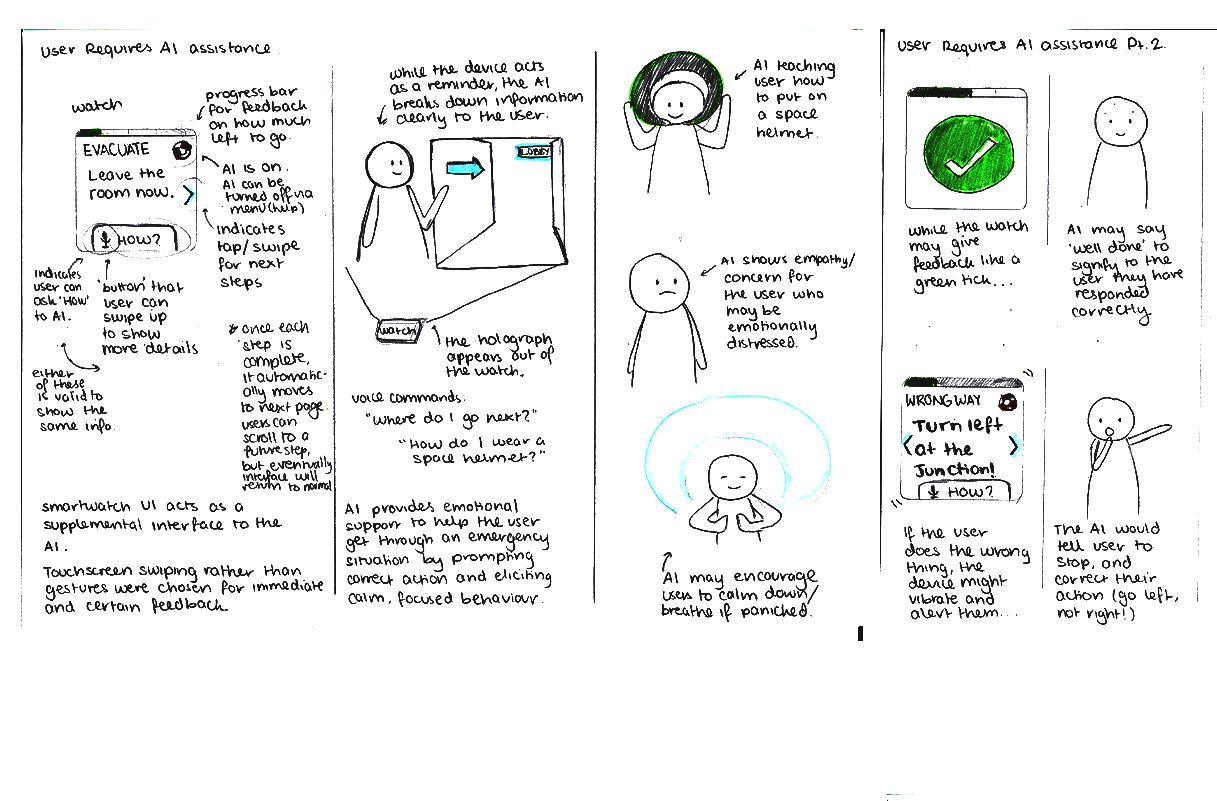 User Requires AI assistance.
watch
progress bar
for feedback
on how much
left to go.
EVACUATE
Leave the
room now.
HOW?
AI is on.
AI can be
turned off via
menu (help)
indicates
tap/swipe
for next
steps
indicates
user can
ask 'How'
to AI.
'button' that
user can
swipe up
to show
more details
either
of these
is valid to
show the
same info.
* once each
step is
complete,
it automatic-
ally moves
to next page.
users can
scroll to a
future step,
but eventually
interface will
return to normal
smartwatch UI acts as a
supplemental interface to the
AI.
Touchscreen swiping rather than
gestures were chosen for immediate
and certain feedback
while the device acts
as a reminder, the AI
breaks down information
clearly to the user.
LOBBY
watch
the holograph
appears out of
the watch.
voice commands:
"Where do I go next?"
"How do I wear a
space helmet?"
AI provides emotional
support to help the user
get through an emergency
situation by prompting
correct action and eliciting
calm, focused behaviour.
AI teaching
user how
to put on
a space
helmet.
AI shows empathy/
concern for
the user who
may be
emotionally
distressed.
AI may encourage
users to calm down/
breathe if panicked.
User Requires AI assistance Pt.2
while the watch
may give
feedback like a
green tick...
AI may say
'well done' to
signify to the
user they have
responded
correctly
WRONG WAY
Turn left
at the
Junction!
HOW?
If the user
does the wrong
thing, the
device might
vibrate and
alert them...
The AI would
tell user to
stop, and
correct their
action (go left,
not right!)